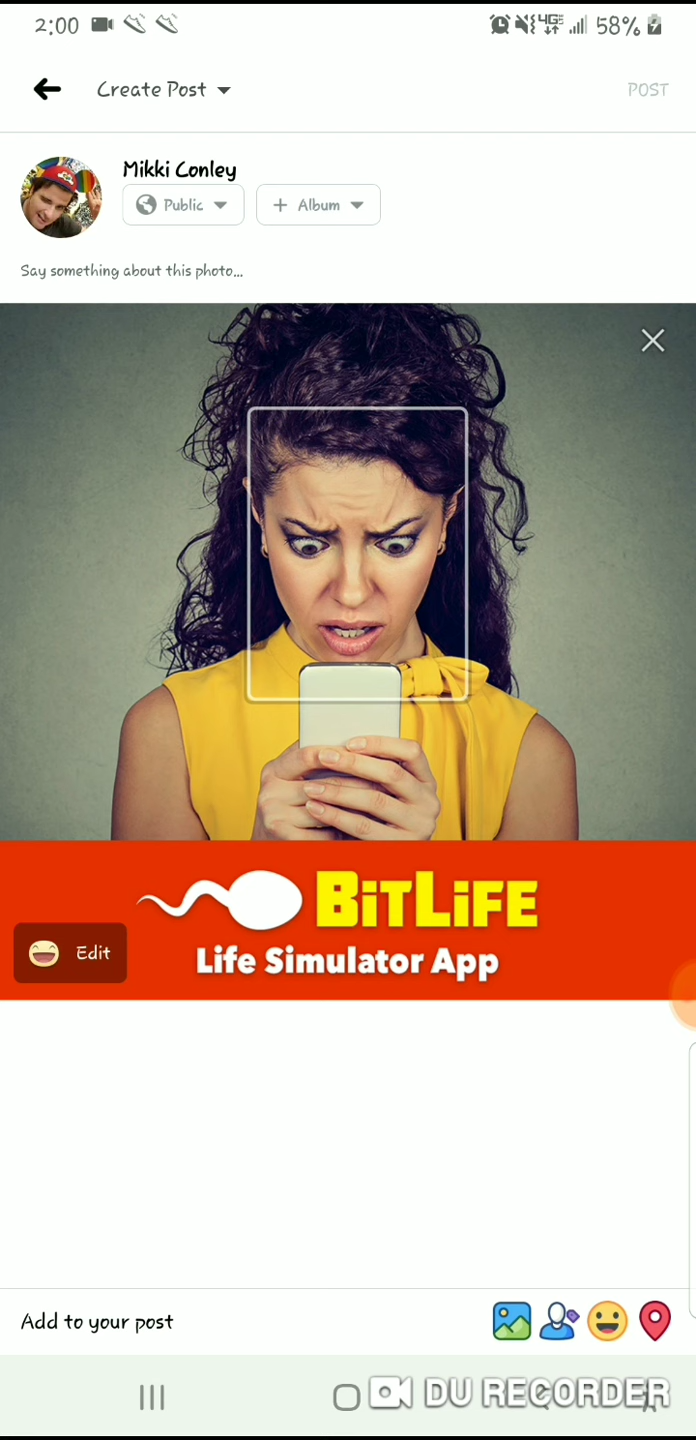 2:00 4GE 58%
Create Post POST
Mikki Conley
Public + Album
Say something about this photo...
BiTLiFE
Edit
Life Simulator App
Add to your post
DU RECORDER